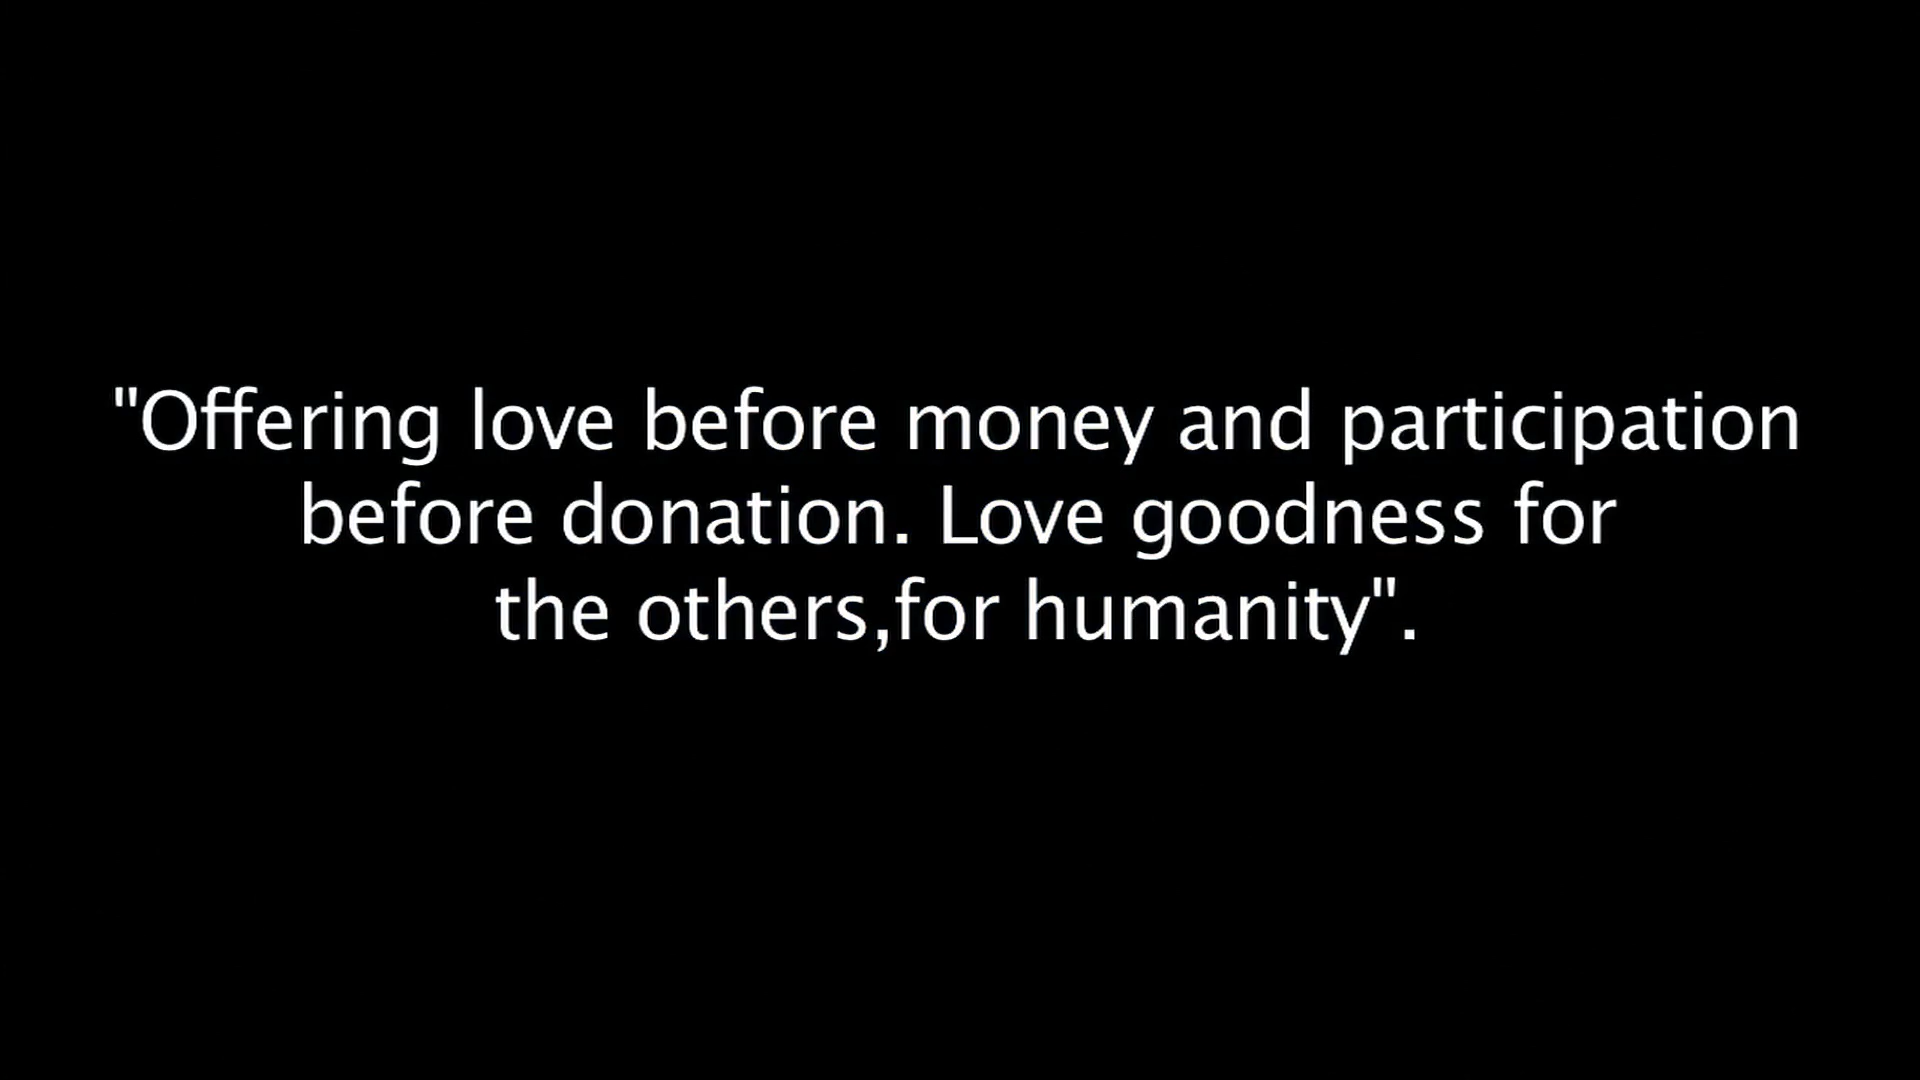 "Offering love before money and participation
before donation. Love goodness for
the others,for humanity".